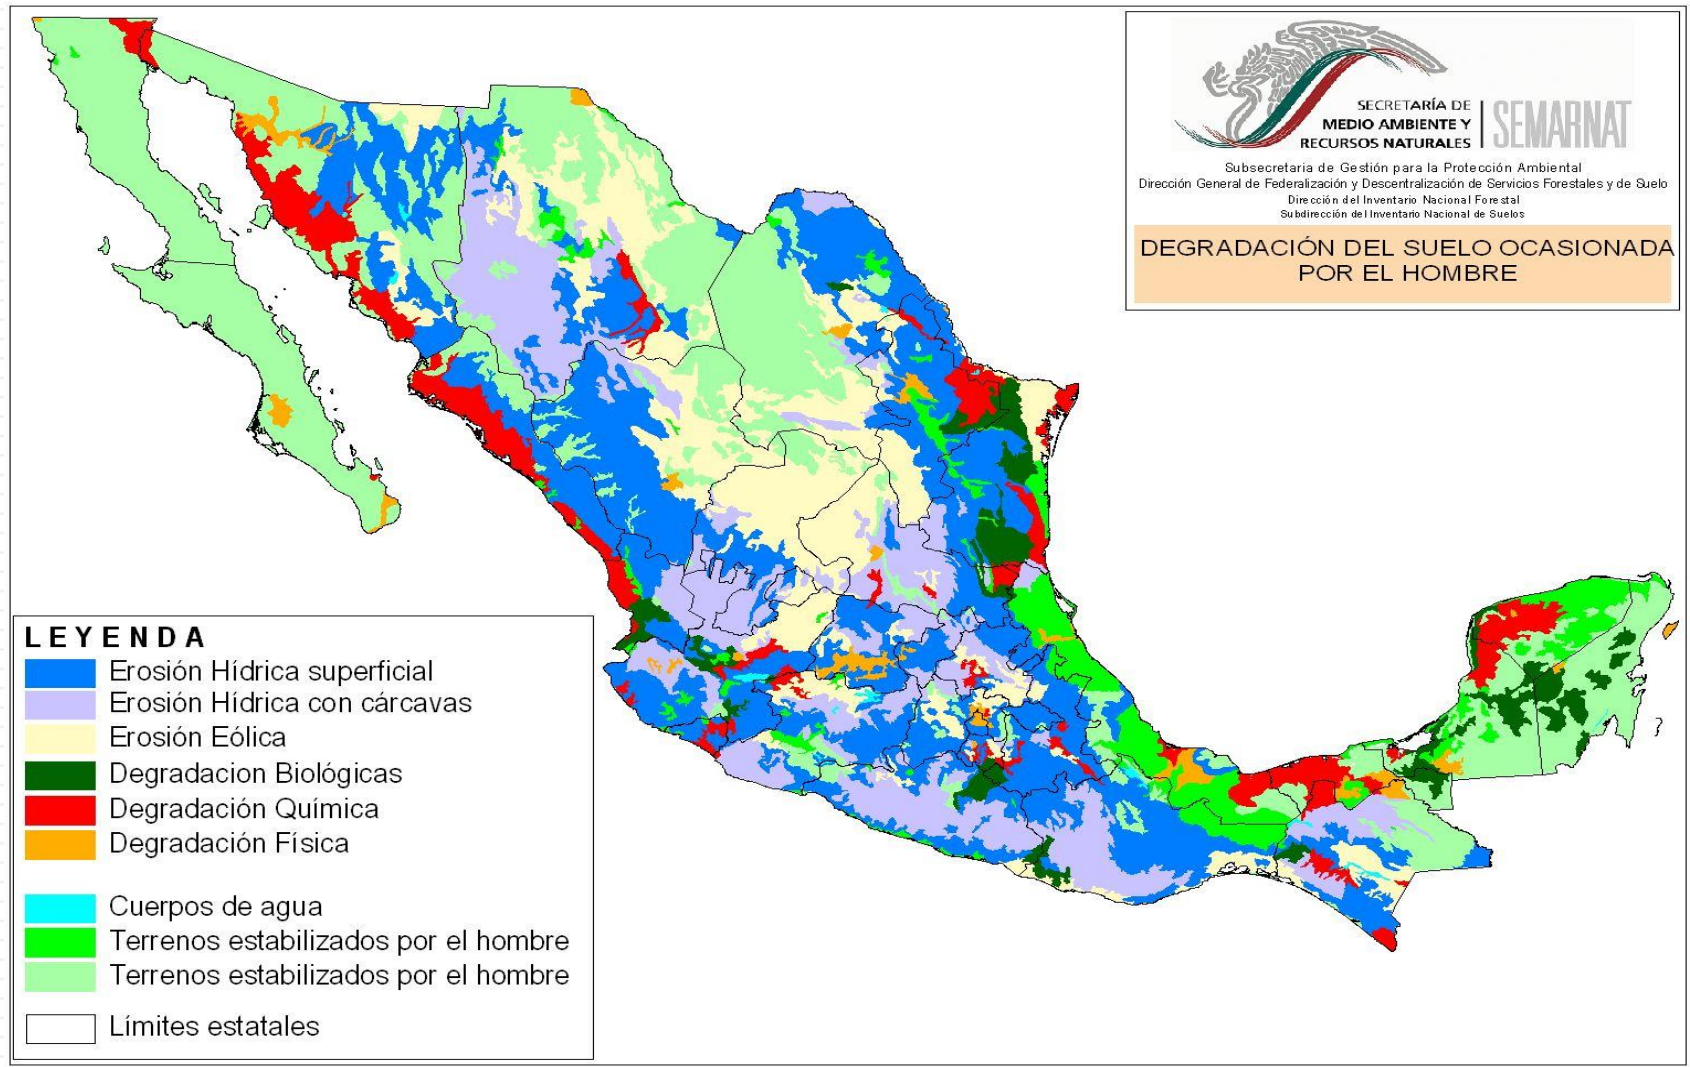 SECRETARÍA DE
MEDIO AMBIENTE Y
RECURSOS NATURALES
SEMARNAT
Subsecretaria de Gestión para la Protección Ambiental
Dirección General de Federalización y Descentralización de Servicios Forestales y de Suelo
Dirección del Inventario Nacional Forestal
Subdirección del Inventario Nacional de Suelos
DEGRADACIÓN DEL SUELO OCASIONADA
POR EL HOMBRE
LEYENDA
Erosión Hídrica superficial
Erosión Hídrica con cárcavas
Erosión Eólica
Degradacion Biológicas
Degradación Química
Degradación Física
Cuerpos de agua
Terrenos estabilizados por el hombre
Terrenos estabilizados por el hombre
Límites estatales